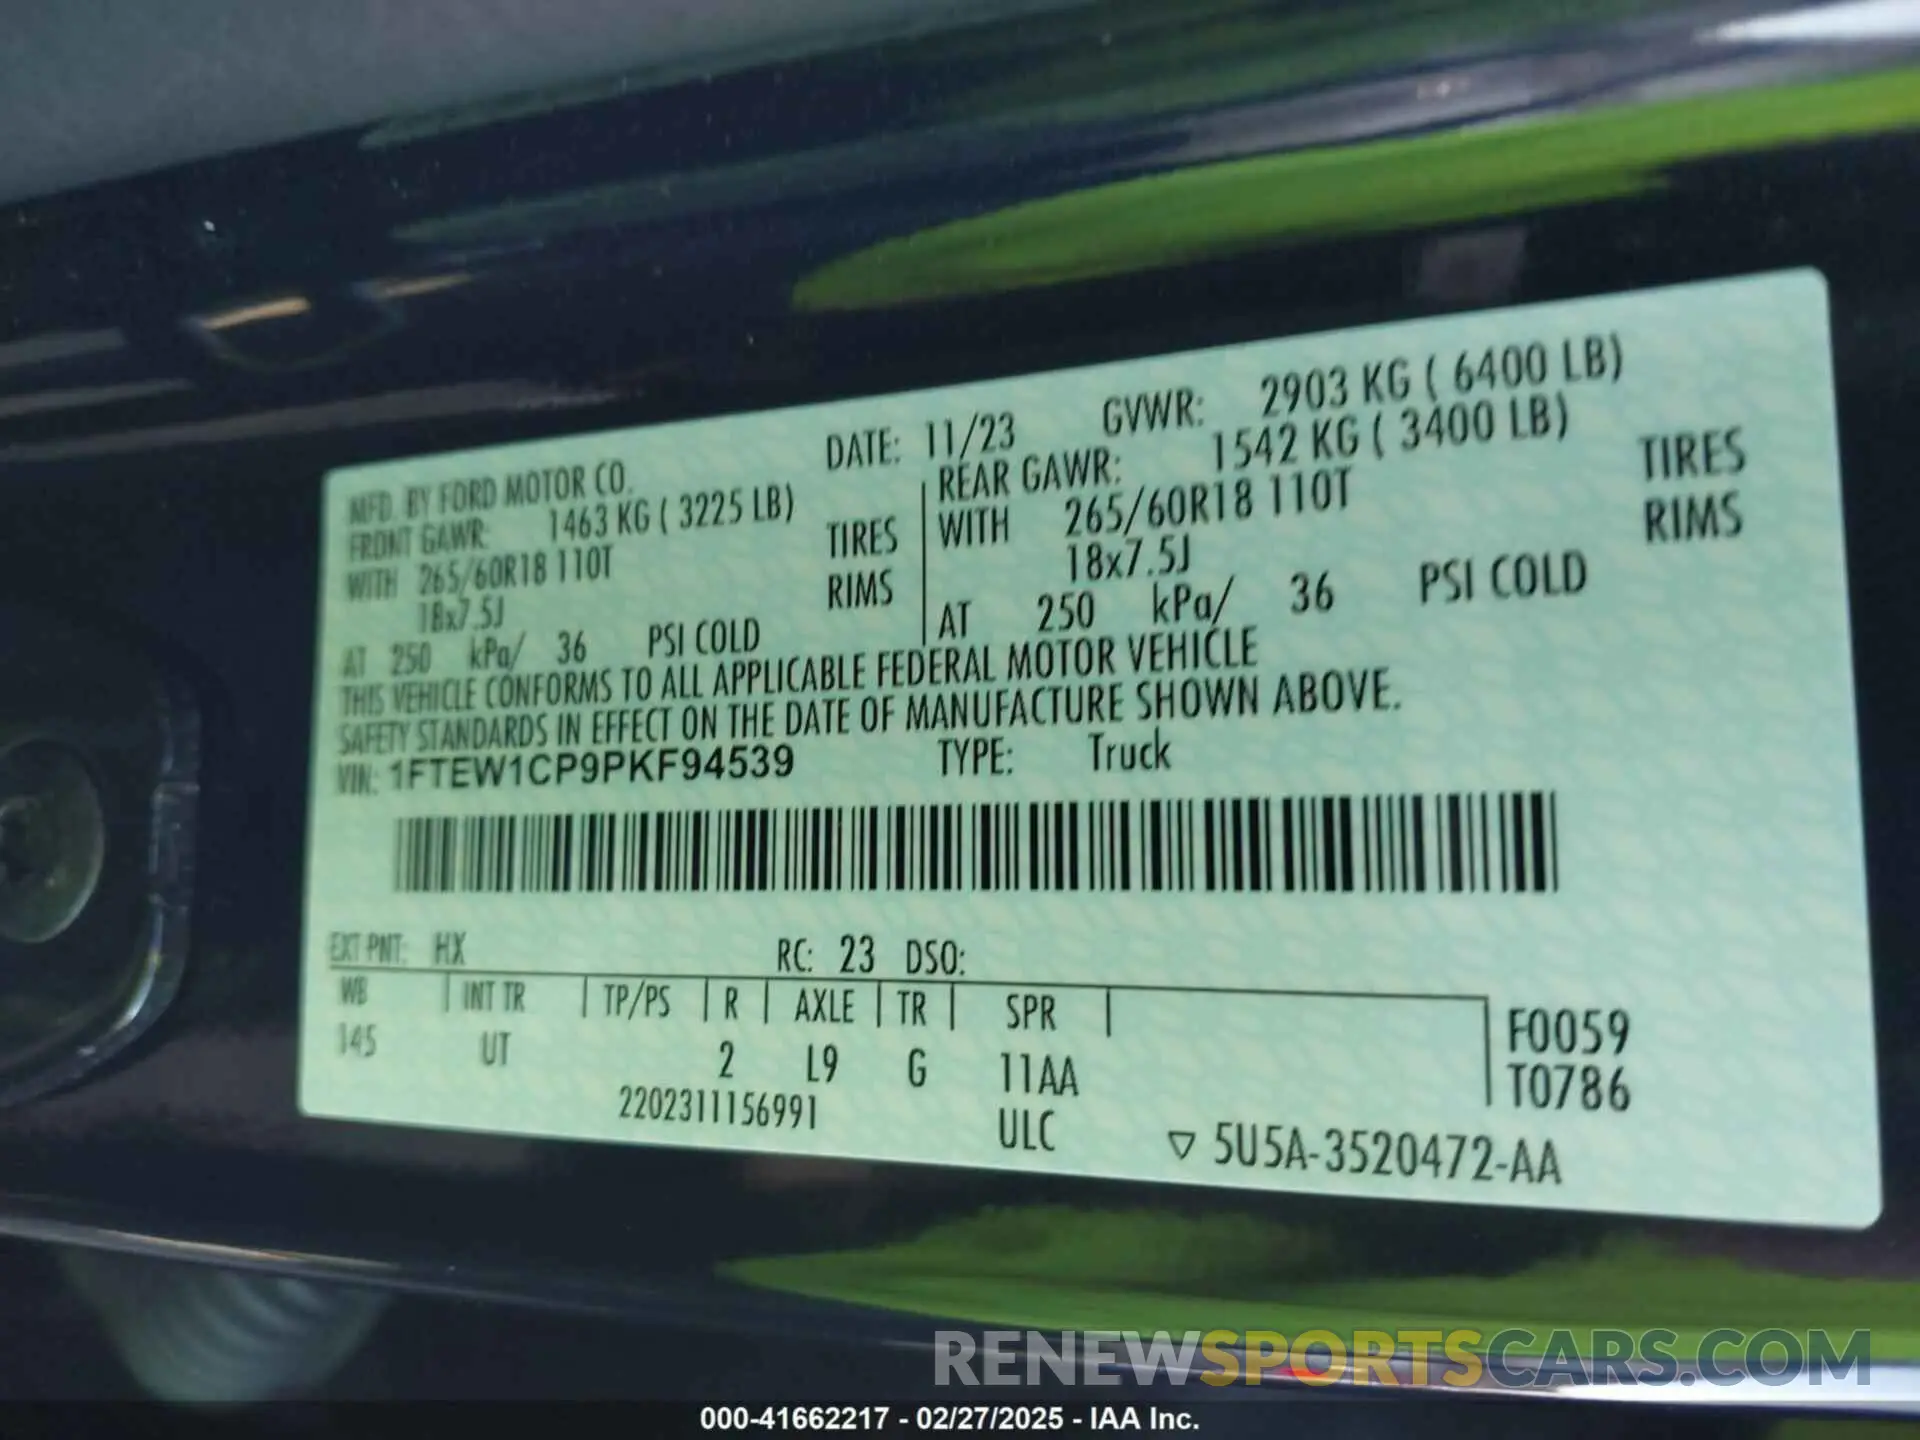 MFD. BY FORD MOTOR CO. DATE: 11/23 GVWR: 2903 KG ( 6400 LB)
FRONT GAWR: 1463 KG ( 3225 LB) REAR GAWR: 1542 KG ( 3400 LB)
WITH 265/60R18 110T TIRES WITH 265/60R18 110T TIRES
18x7.5J RIMS 18x7.5J RIMS
AT 250 kPa/ 36 PSI COLD AT 250 kPa/ 36 PSI COLD
THIS VEHICLE CONFORMS TO ALL APPLICABLE FEDERAL MOTOR VEHICLE
SAFETY STANDARDS IN EFFECT ON THE DATE OF MANUFACTURE SHOWN ABOVE.
VIN: 1FTEW1CP9PKF94539 TYPE: Truck
EXT PNT: HX RC: 23 DSO:
WB INT TR TP/PS R AXLE TR SPR F0059
145 UT 2 L9 G 11AA T0786
2202311156991 ULC ▽ 5U5A-3520472-AA
RENEWSPORTSCARS.COM
000-41662217 - 02/27/2025 - IAA Inc.